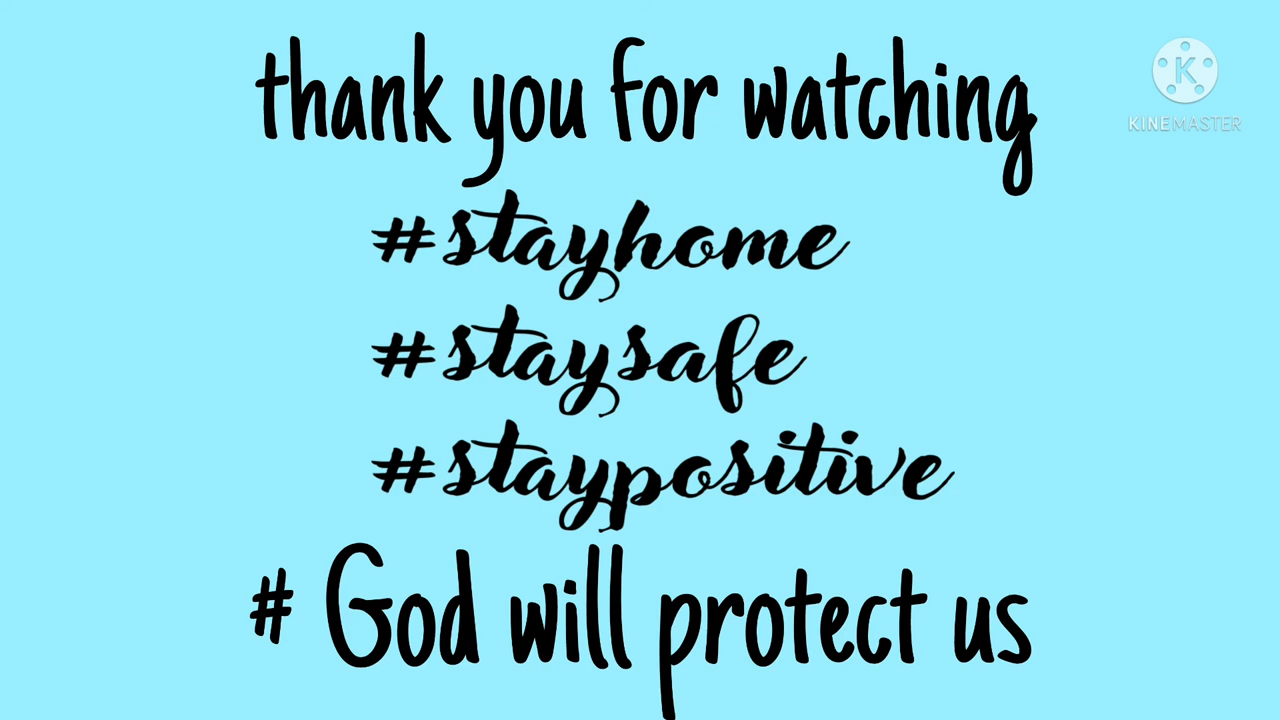 thank you for watching
K
KINEMASTER
#stayhome
#staysafe
#staypositive
# God will protect us